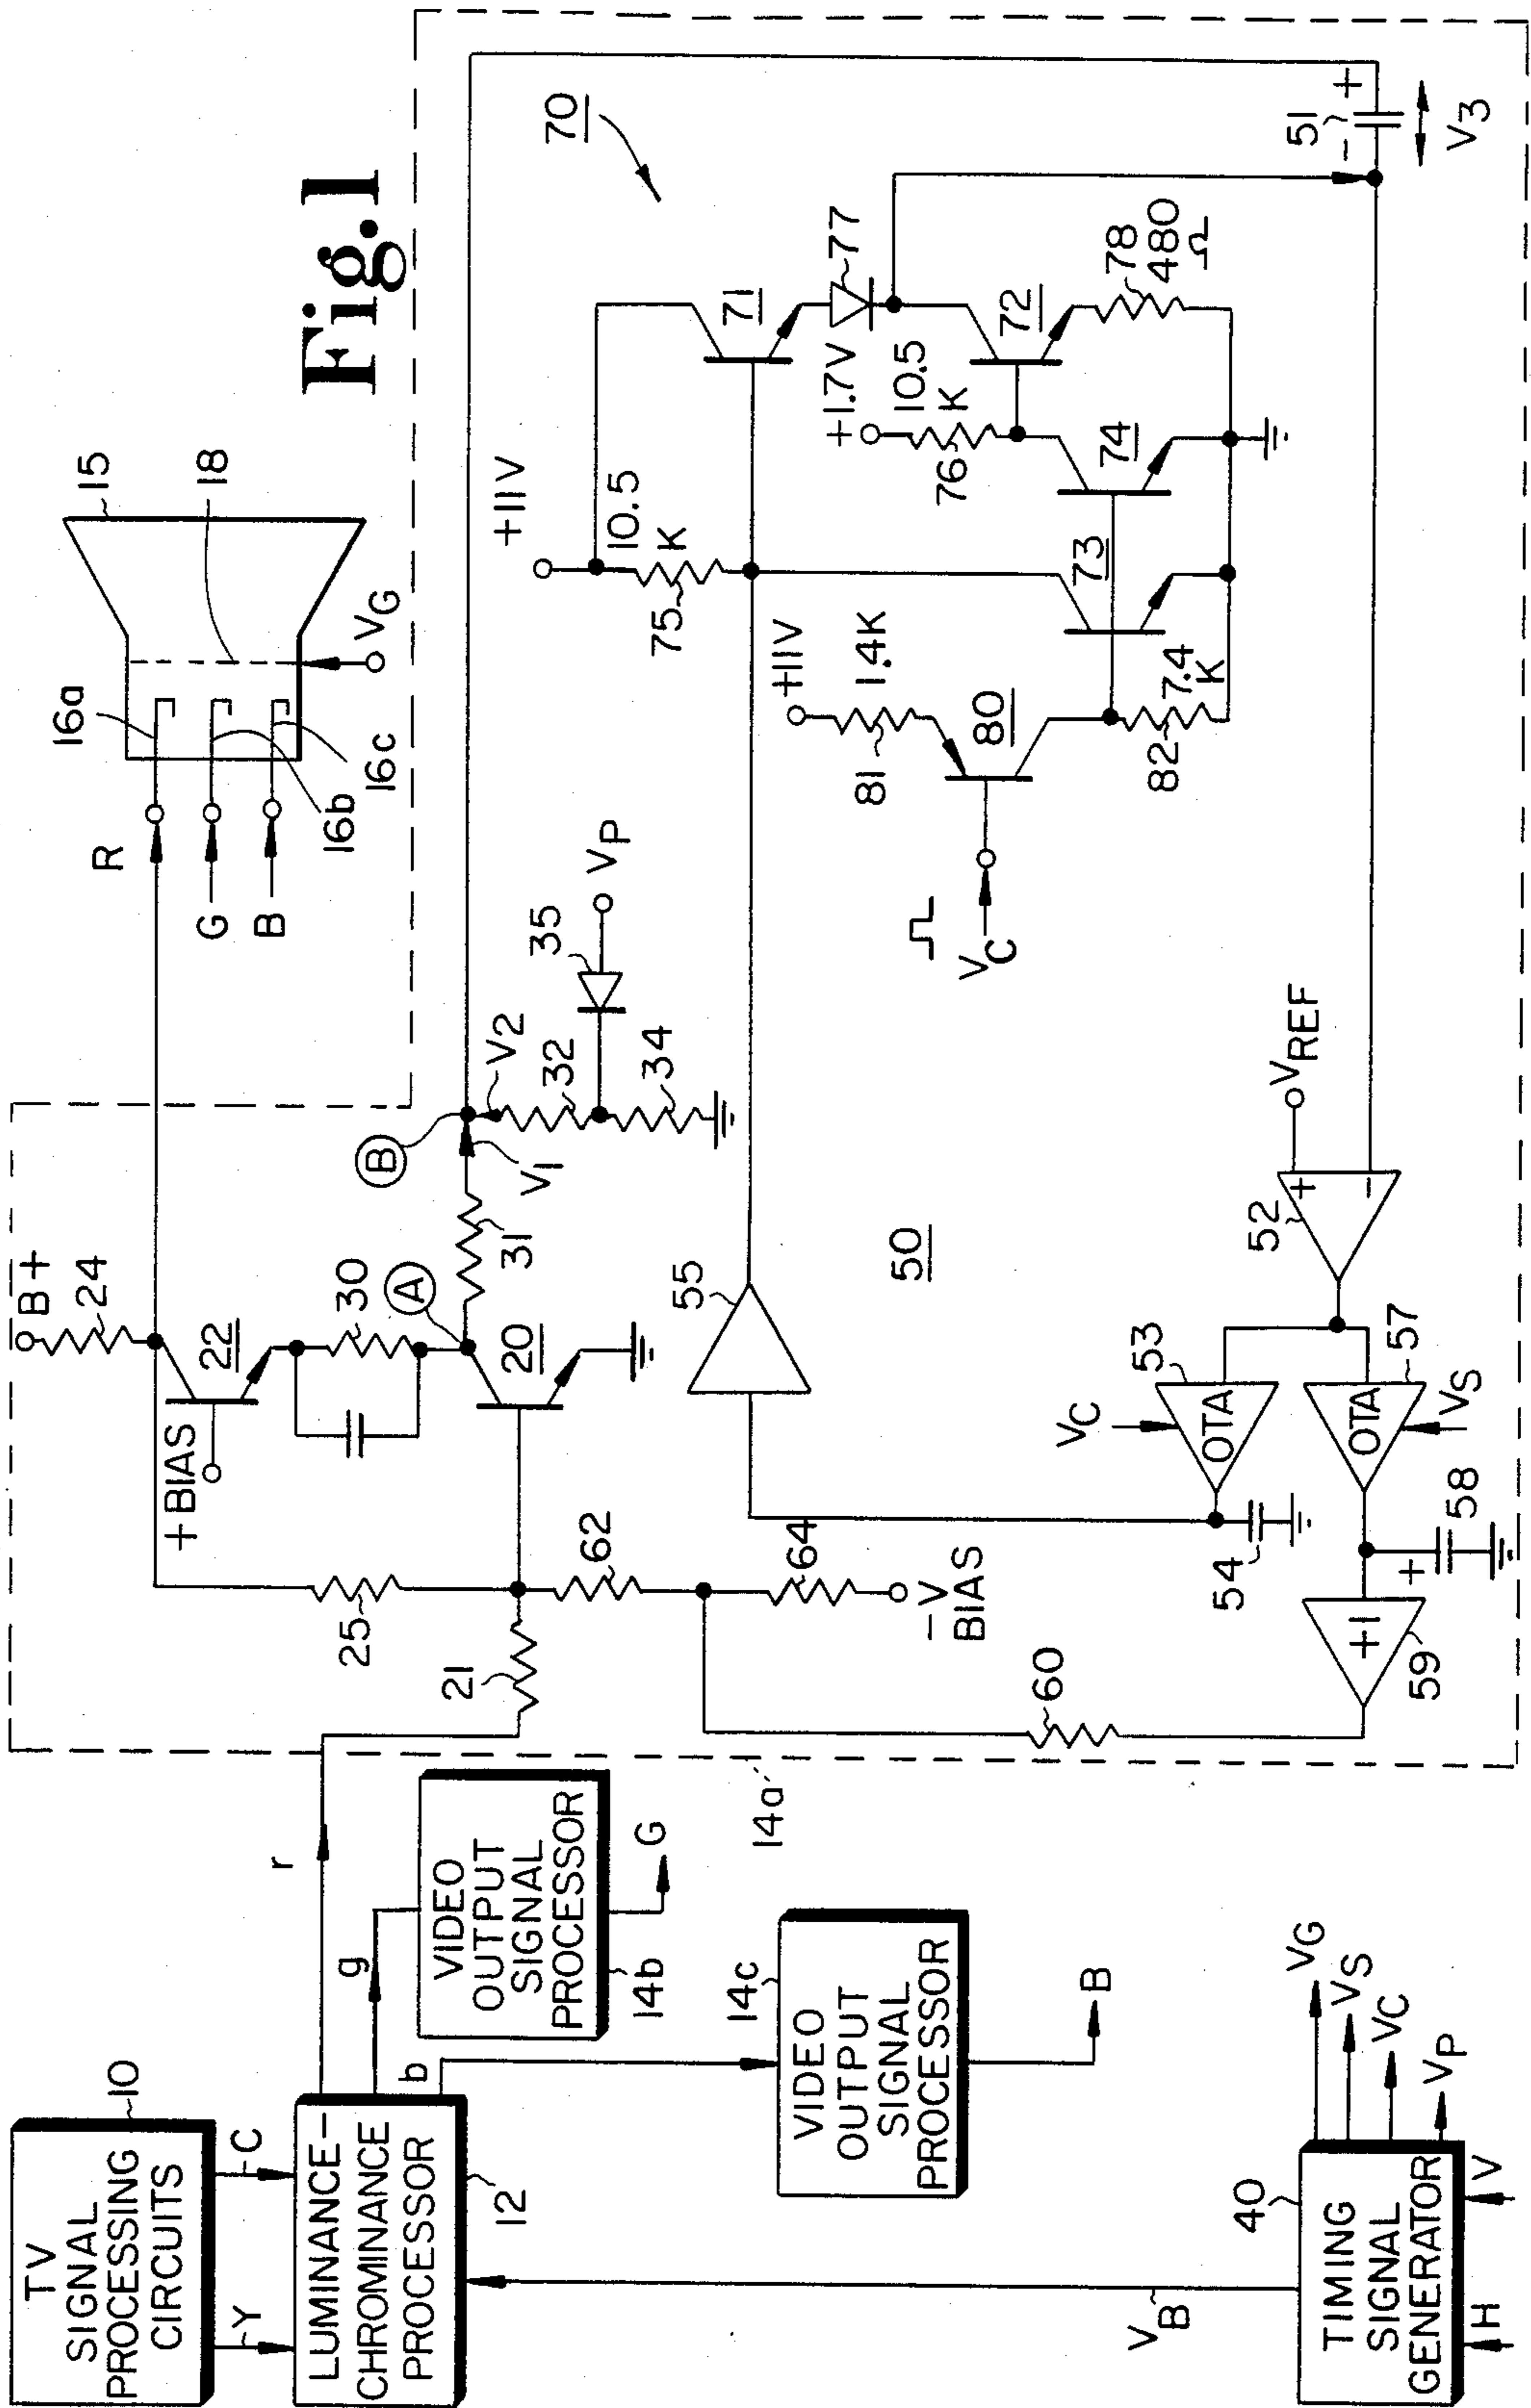 Fig.1
TV
SIGNAL
PROCESSING
CIRCUITS
10
Y
C
LUMINANCE-
CHROMINANCE
PROCESSOR
12
r
g
b
VIDEO
OUTPUT
SIGNAL
PROCESSOR
14b
G
VIDEO
OUTPUT
SIGNAL
PROCESSOR
14c
B
VB
TIMING
SIGNAL
GENERATOR
40
H
V
VG
VS
VC
VP
14a
21
25
+BIAS
B+
24
22
30
A
20
31
V1
B
V2
32
34
35
VP
62
64
-V
BIAS
60
R
G
B
16a
16b
16c
15
18
VG
55
50
VC
53
OTA
54
OTA
57
VS
+
58
+1
59
52
+
-
VREF
VC
80
81
1.4K
+11V
82
7.4
K
+11V
10.5
K
75
73
74
76
+1.7V
10.5
K
71
77
72
78
480
Ω
70
51
-
+
V3